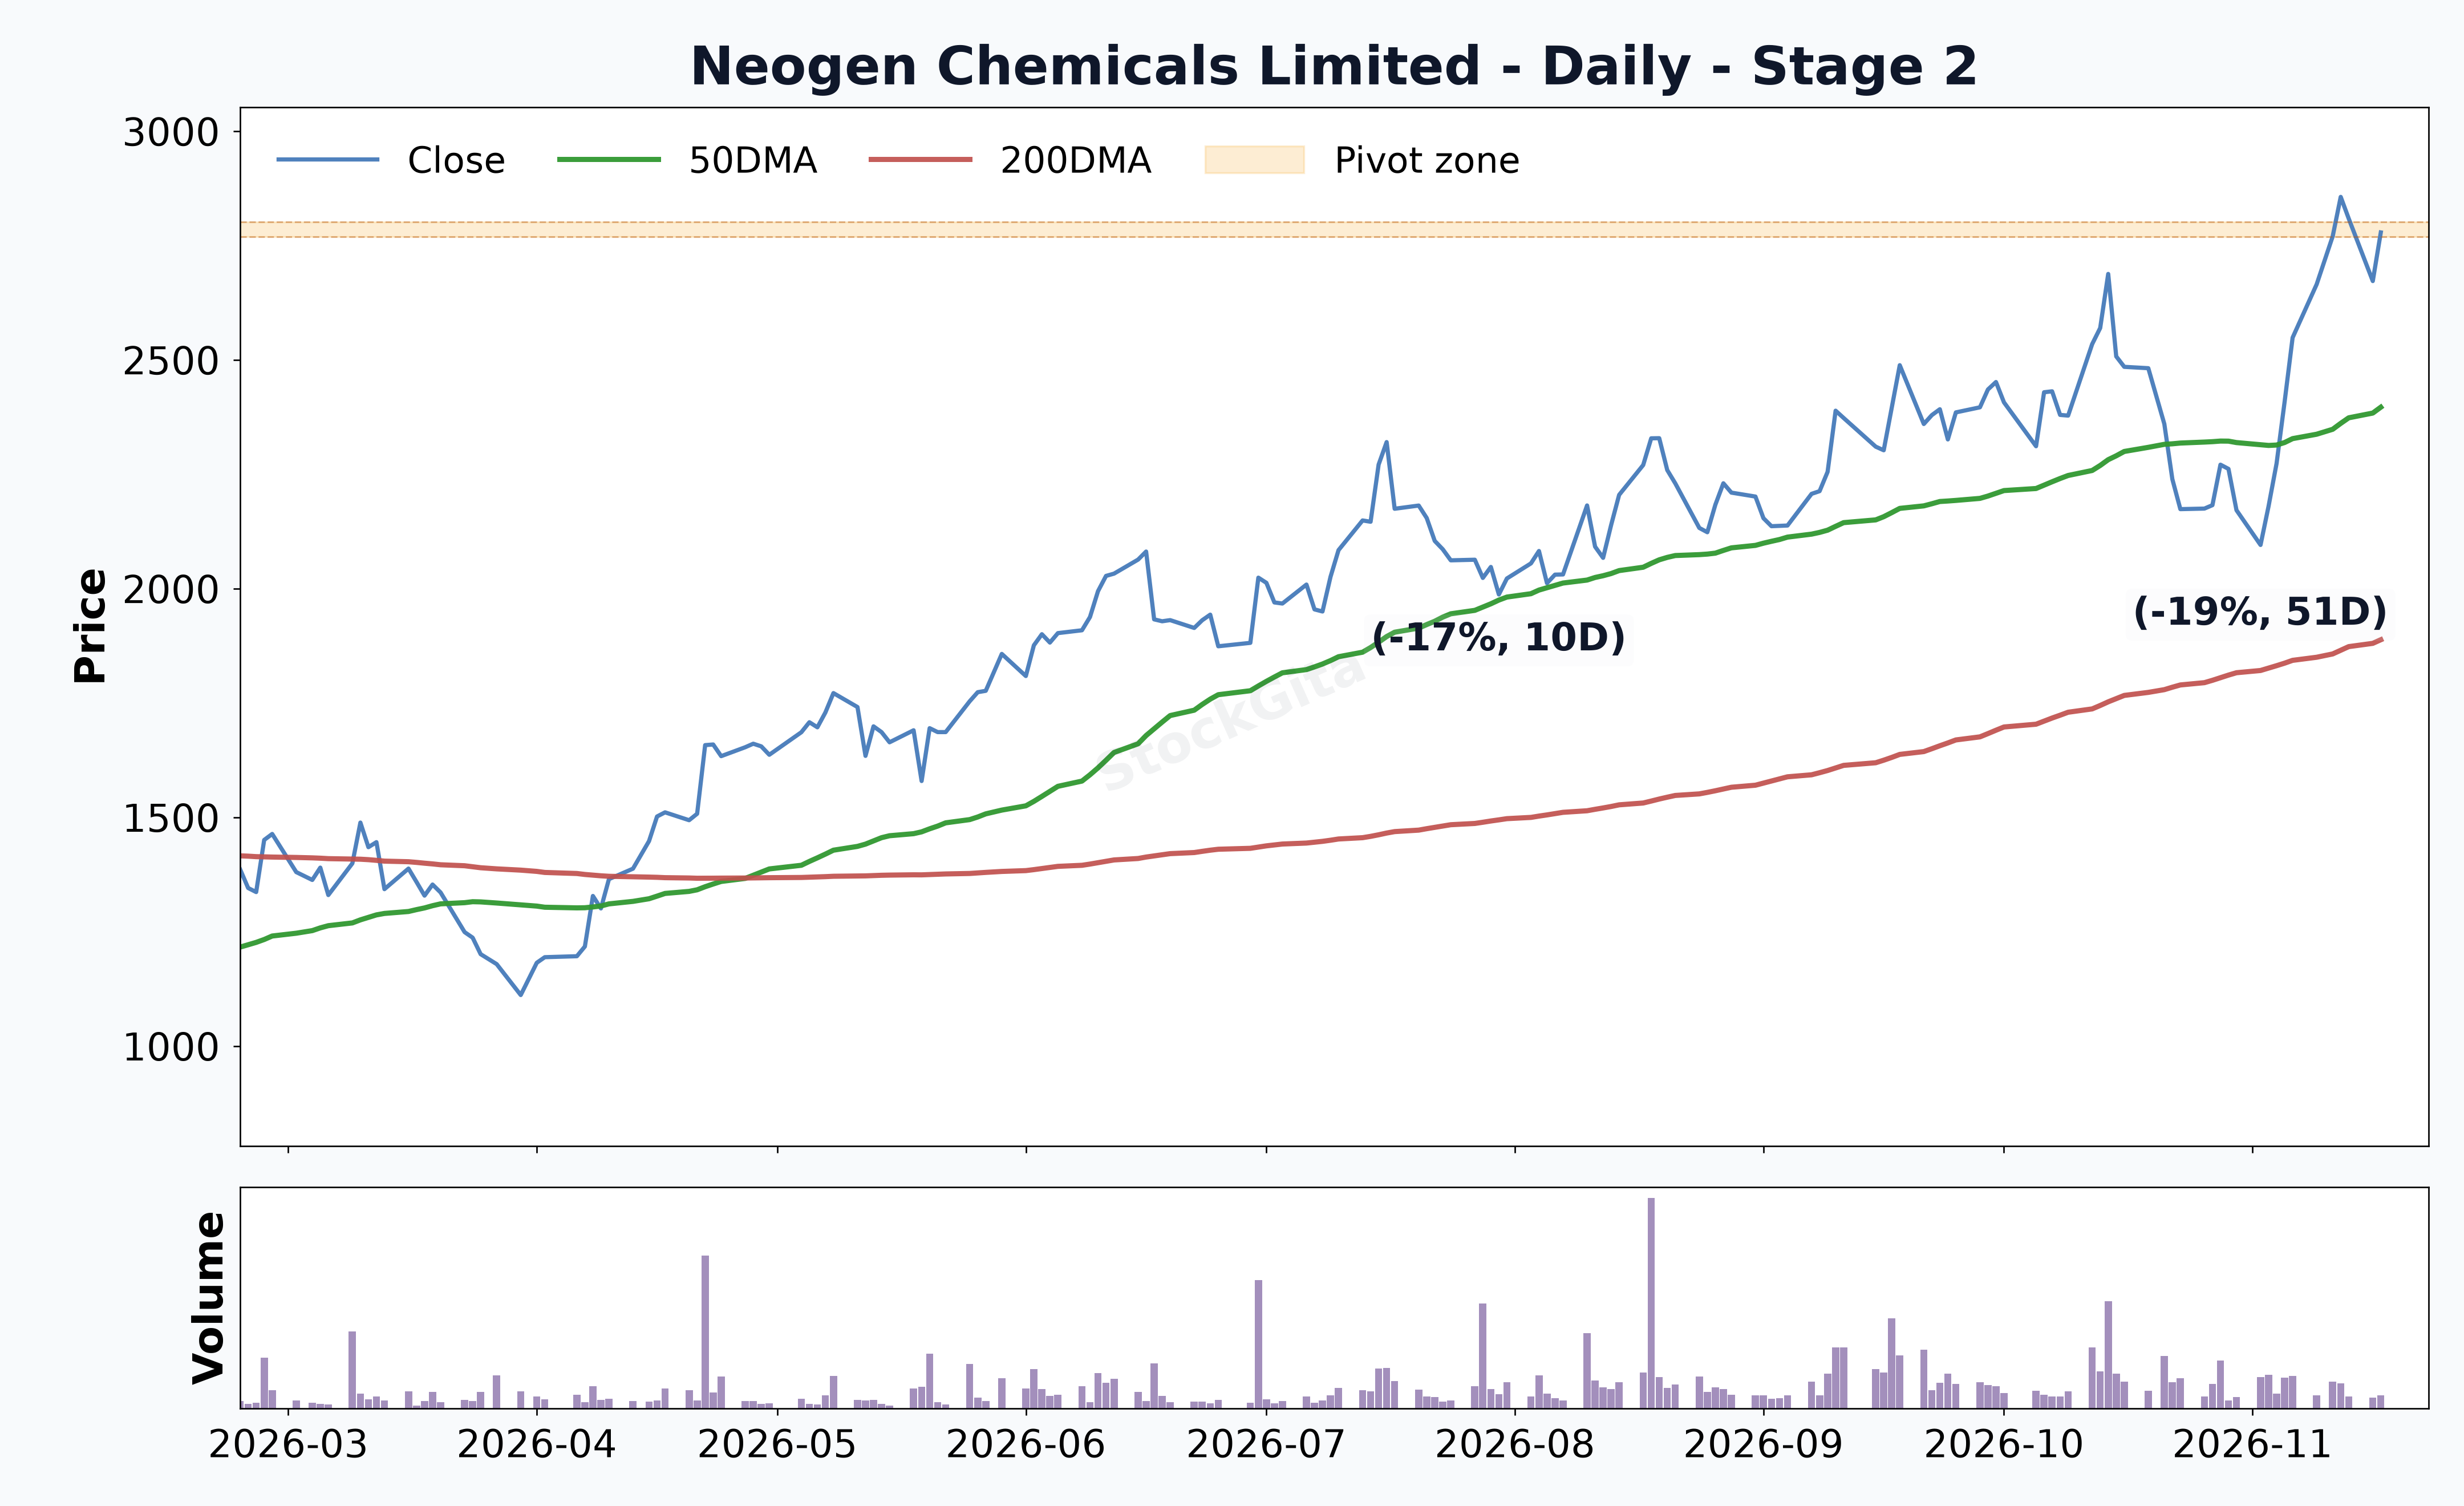 Neogen Chemicals Limited - Daily - Stage 2
Close 50DMA 200DMA Pivot zone
3000
2500
2000
1500
1000
Price
(-17%, 10D)
(-19%, 51D)
StockGita
Volume
2026-03 2026-04 2026-05 2026-06 2026-07 2026-08 2026-09 2026-10 2026-11